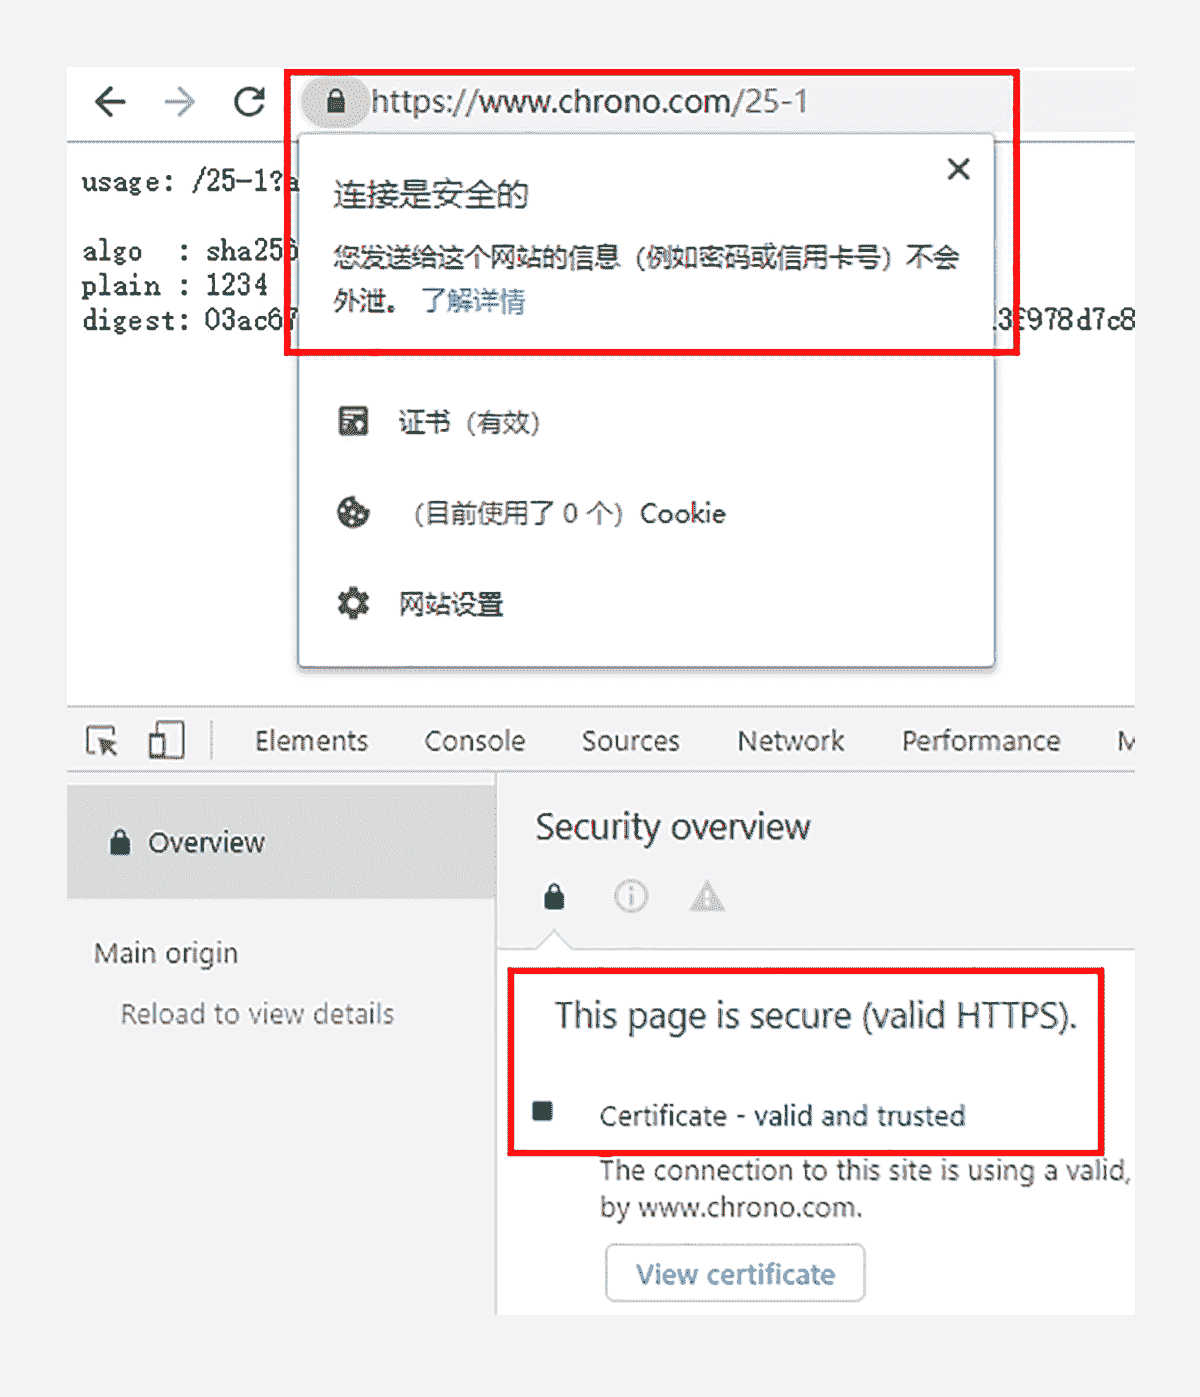 https://www.chrono.com/25-1
usage: /25-1?a
连接是安全的
您发送给这个网站的信息（例如密码或信用卡号）不会
外泄。 了解详情
algo : sha256
plain : 1234
digest: 03ac67
13f978d7c8
证书（有效）
（目前使用了 0 个）Cookie
网站设置
Elements Console Sources Network Performance M
Overview
Main origin
Reload to view details
Security overview
This page is secure (valid HTTPS).
Certificate - valid and trusted
The connection to this site is using a valid,
by www.chrono.com.
View certificate